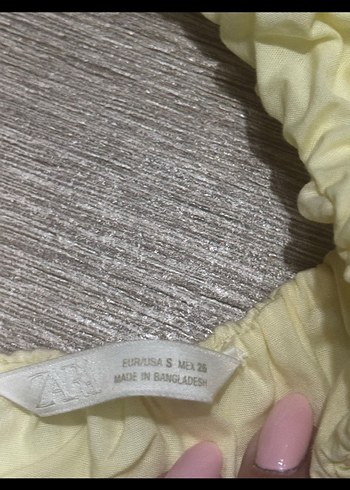 ZARA
EUR/USA S MEX 26
MADE IN BANGLADESH